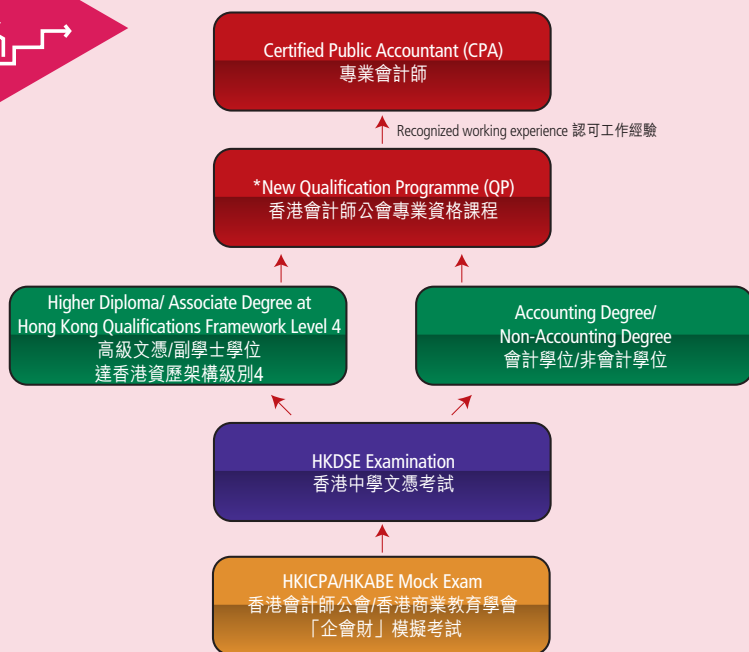 Certified Public Accountant (CPA)
專業會計師
Recognized working experience 認可工作經驗
*New Qualification Programme (QP)
香港會計師公會專業資格課程
Higher Diploma/ Associate Degree at
Hong Kong Qualifications Framework Level 4
高級文憑/副學士學位
達香港資歷架構級別4
Accounting Degree/
Non-Accounting Degree
會計學位/非會計學位
HKDSE Examination
香港中學文憑考試
HKICPA/HKABE Mock Exam
香港會計師公會/香港商業教育學會
「企會財」模擬考試